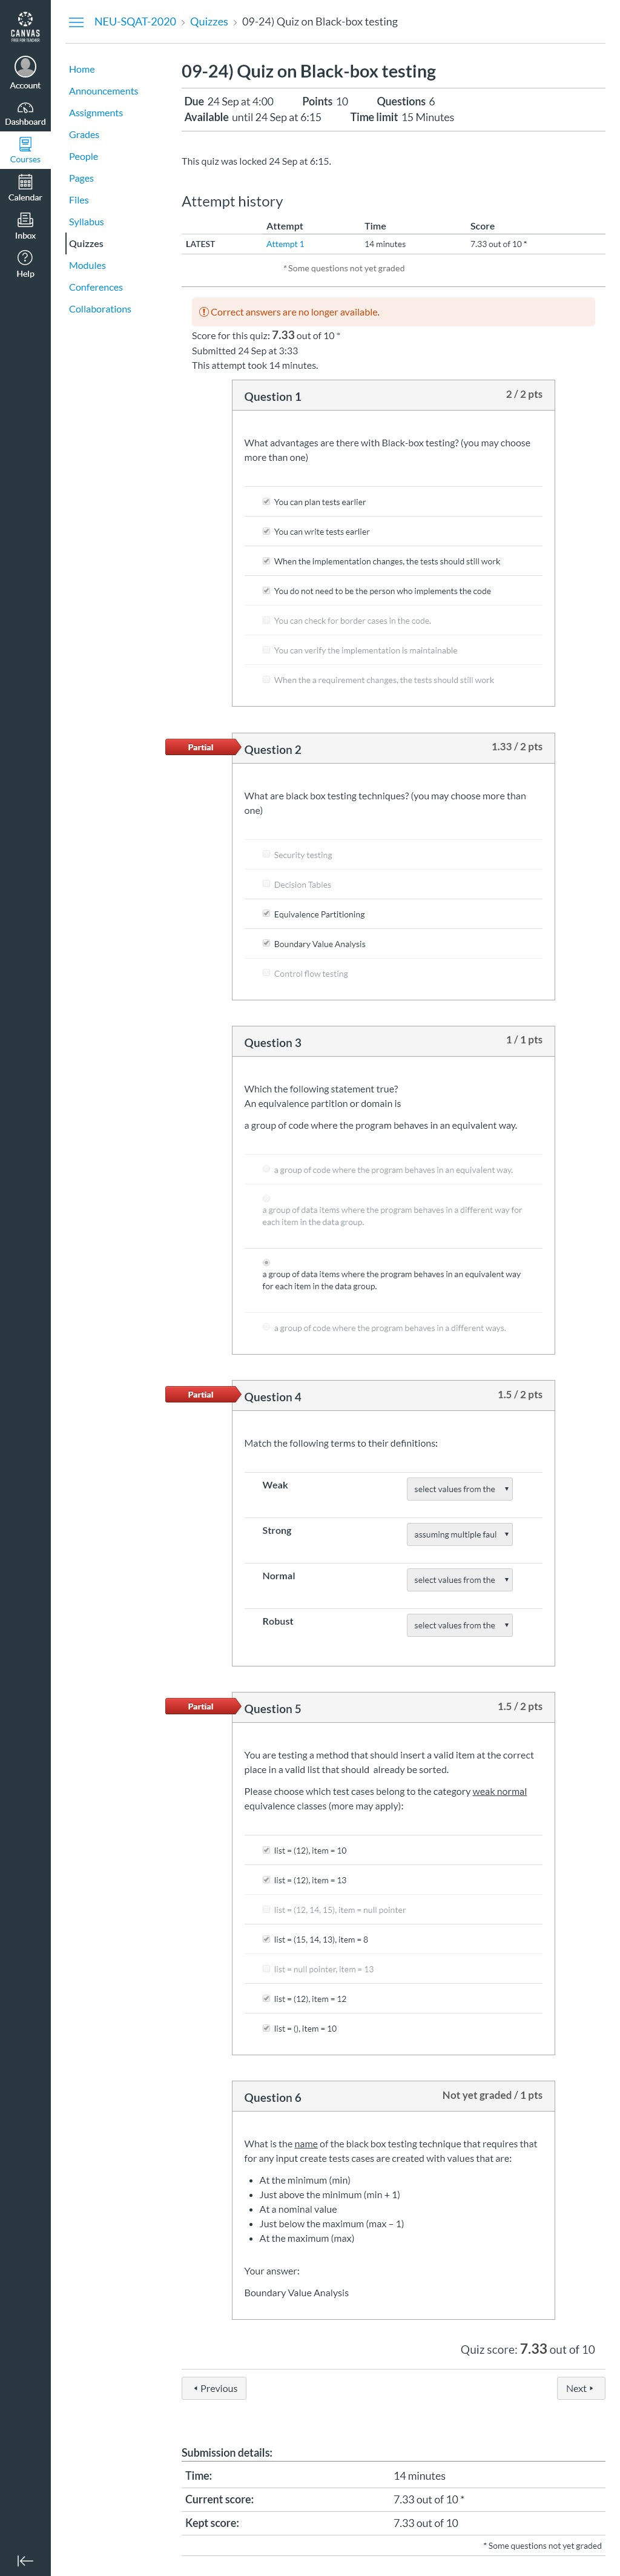 CANVAS
FREE FOR TEACHER
Account
Dashboard
Courses
Calendar
Inbox
Help
NEU-SQAT-2020 › Quizzes › 09-24) Quiz on Black-box testing
Home
Announcements
Assignments
Grades
People
Pages
Files
Syllabus
Quizzes
Modules
Conferences
Collaborations
09-24) Quiz on Black-box testing
Due 24 Sep at 4:00 Points 10 Questions 6
Available until 24 Sep at 6:15 Time limit 15 Minutes
This quiz was locked 24 Sep at 6:15.
Attempt history
Attempt Time Score
LATEST Attempt 1 14 minutes 7.33 out of 10 *
* Some questions not yet graded
Correct answers are no longer available.
Score for this quiz: 7.33 out of 10 *
Submitted 24 Sep at 3:33
This attempt took 14 minutes.
Question 1 2 / 2 pts
What advantages are there with Black-box testing? (you may choose
more than one)
You can plan tests earlier
You can write tests earlier
When the implementation changes, the tests should still work
You do not need to be the person who implements the code
You can check for border cases in the code.
You can verify the implementation is maintainable
When the a requirement changes, the tests should still work
Partial
Question 2 1.33 / 2 pts
What are black box testing techniques? (you may choose more than
one)
Security testing
Decision Tables
Equivalence Partitioning
Boundary Value Analysis
Control flow testing
Question 3 1 / 1 pts
Which the following statement true?
An equivalence partition or domain is
a group of code where the program behaves in an equivalent way.
a group of code where the program behaves in an equivalent way.
a group of data items where the program behaves in a different way for
each item in the data group.
a group of data items where the program behaves in an equivalent way
for each item in the data group.
a group of code where the program behaves in a different ways.
Partial
Question 4 1.5 / 2 pts
Match the following terms to their definitions:
Weak select values from the
Strong assuming multiple faul
Normal select values from the
Robust select values from the
Partial
Question 5 1.5 / 2 pts
You are testing a method that should insert a valid item at the correct
place in a valid list that should already be sorted.
Please choose which test cases belong to the category weak normal
equivalence classes (more may apply):
list = (12), item = 10
list = (12), item = 13
list = (12, 14, 15), item = null pointer
list = (15, 14, 13), item = 8
list = null pointer, item = 13
list = (12), item = 12
list = (), item = 10
Question 6 Not yet graded / 1 pts
What is the name of the black box testing technique that requires that
for any input create tests cases are created with values that are:
• At the minimum (min)
• Just above the minimum (min + 1)
• At a nominal value
• Just below the maximum (max – 1)
• At the maximum (max)
Your answer:
Boundary Value Analysis
Quiz score: 7.33 out of 10
Previous Next
Submission details:
Time: 14 minutes
Current score: 7.33 out of 10 *
Kept score: 7.33 out of 10
* Some questions not yet graded